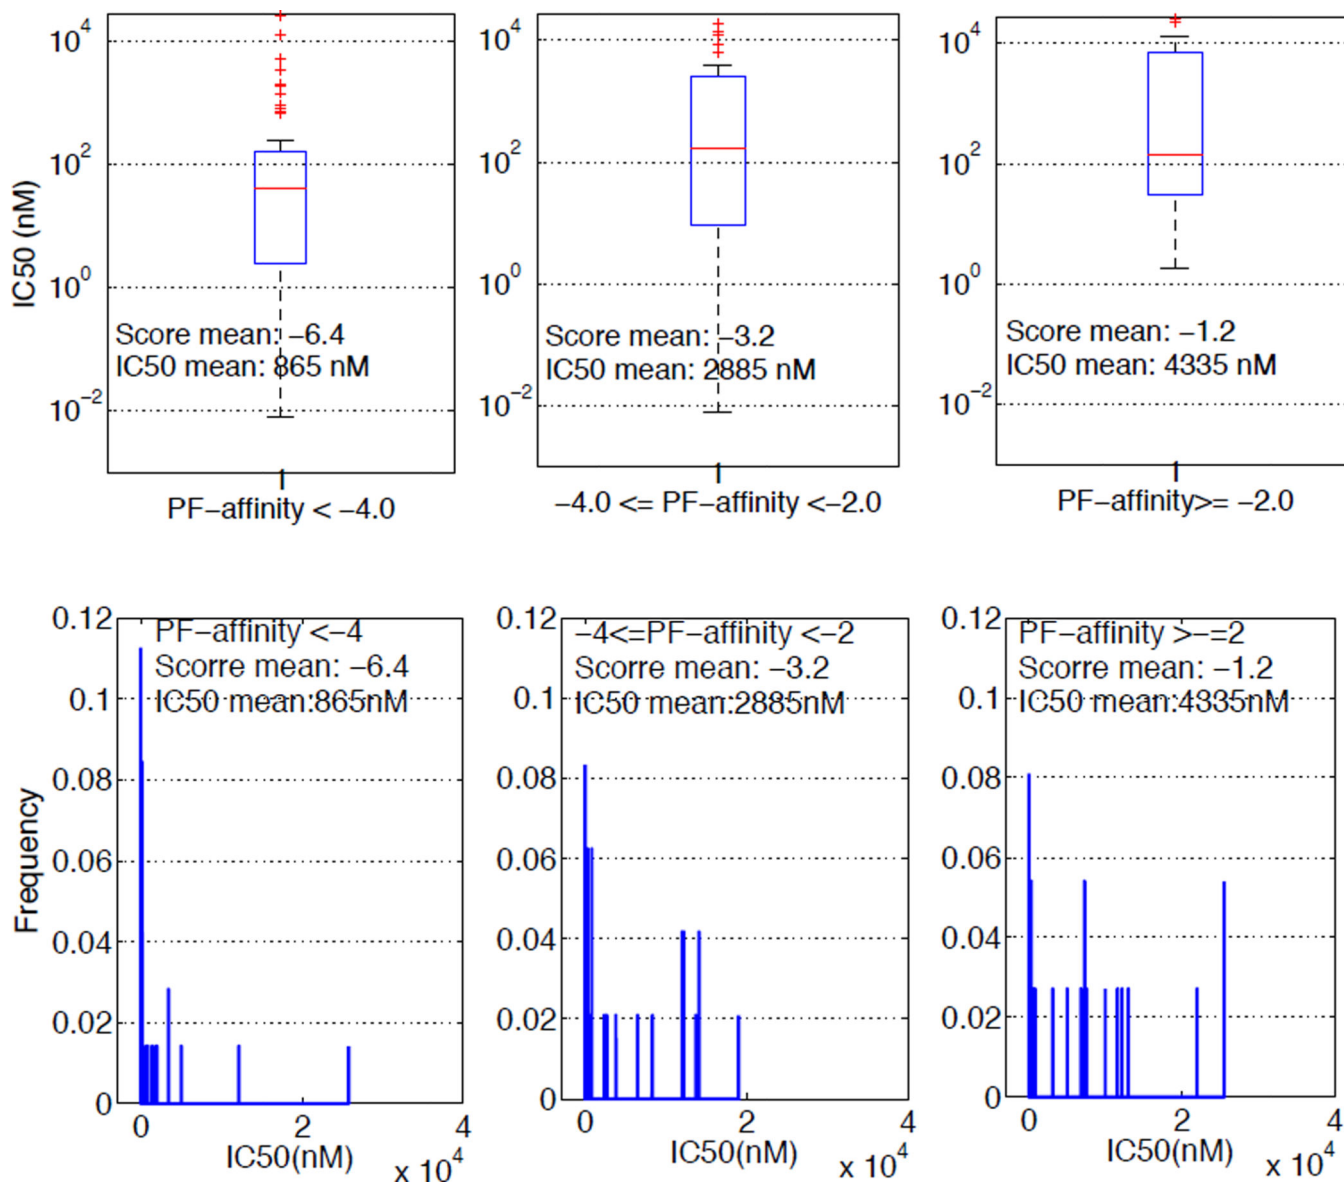 IC50 (nM)
10^4
10^2
10^0
10^−2
Score mean: −6.4
IC50 mean: 865 nM
1
PF−affinity < −4.0
10^4
10^2
10^0
10^−2
Score mean: −3.2
IC50 mean: 2885 nM
1
−4.0 <= PF−affinity <−2.0
10^4
10^2
10^0
10^−2
Score mean: −1.2
IC50 mean: 4335 nM
1
PF−affinity>= −2.0
Frequency
0.12
0.1
0.08
0.06
0.04
0.02
0
PF−affinity <−4
Scorre mean: −6.4
IC50 mean:865nM
0
2
4
IC50(nM)
x 10^4
0.12
0.1
0.08
0.06
0.04
0.02
0
−4<=PF−affinity <−2
Scorre mean: −3.2
IC50 mean:2885nM
0
2
4
IC50(nM)
x 10^4
0.12
0.1
0.08
0.06
0.04
0.02
0
PF−affinity >−=2
Scorre mean: −1.2
IC50 mean:4335nM
0
2
4
IC50(nM)
x 10^4